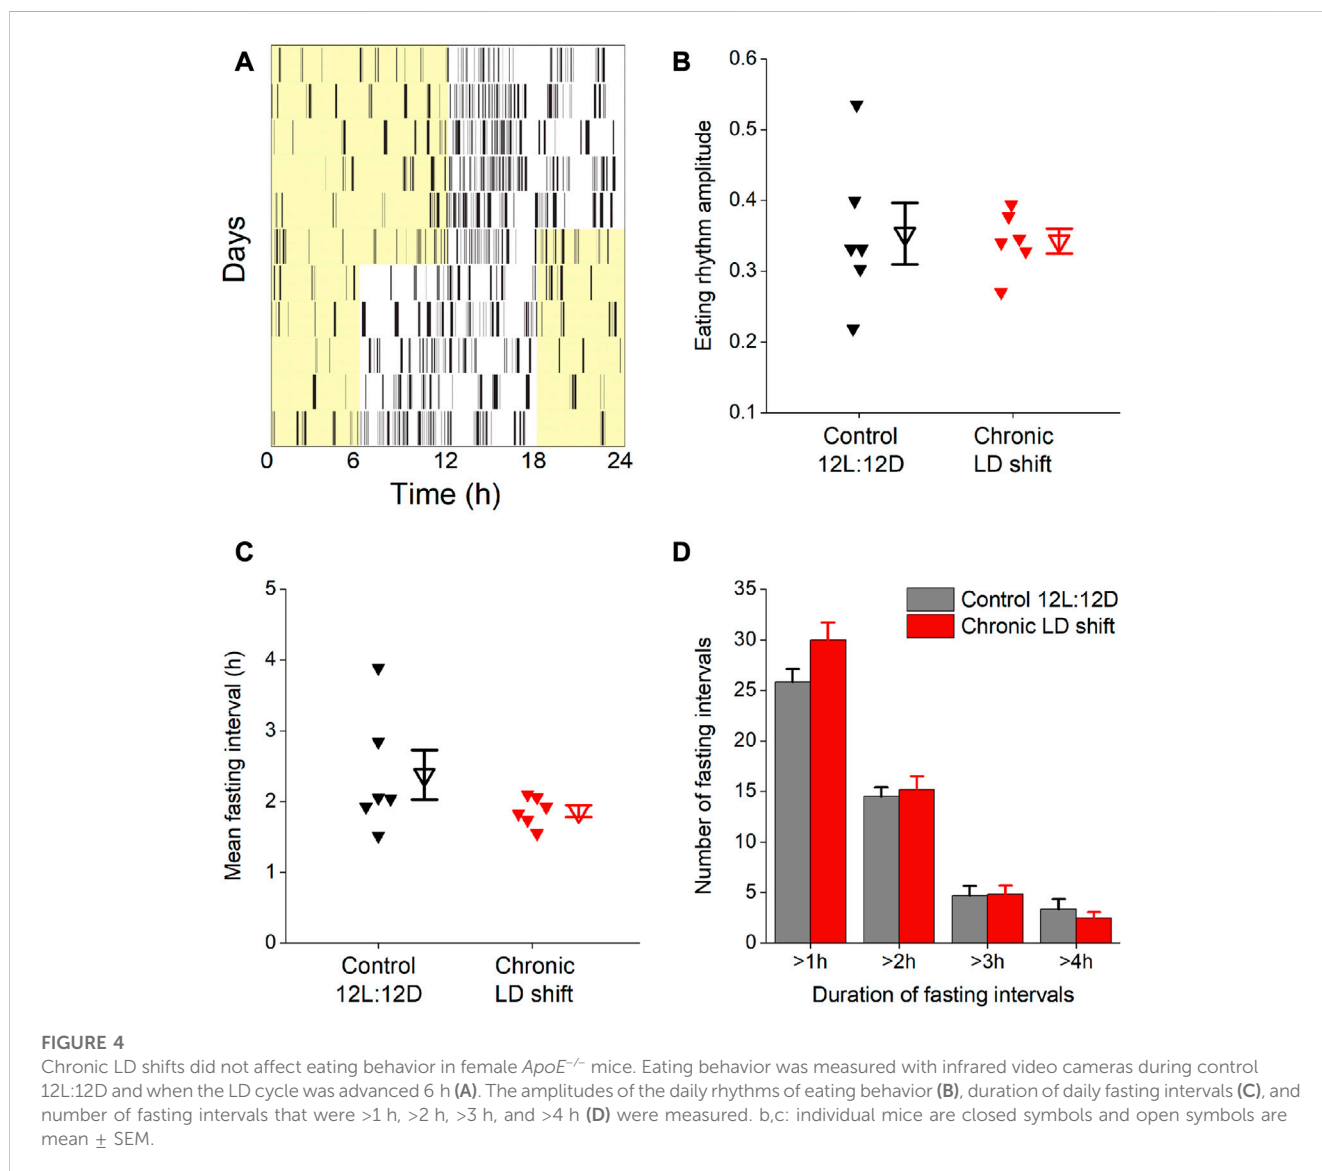 A
Days
0 6 12 18 24
Time (h)
B
Eating rhythm amplitude
0.6
0.5
0.4
0.3
0.2
0.1
Control
12L:12D
Chronic
LD shift
C
Mean fasting interval (h)
5
4
3
2
1
0
Control
12L:12D
Chronic
LD shift
D
Number of fasting intervals
35
30
25
20
15
10
5
0
Control 12L:12D
Chronic LD shift
>1h >2h >3h >4h
Duration of fasting intervals
FIGURE 4
Chronic LD shifts did not affect eating behavior in female ApoE−/− mice. Eating behavior was measured with infrared video cameras during control
12L:12D and when the LD cycle was advanced 6 h (A). The amplitudes of the daily rhythms of eating behavior (B), duration of daily fasting intervals (C), and
number of fasting intervals that were >1 h, >2 h, >3 h, and >4 h (D) were measured. b,c: individual mice are closed symbols and open symbols are
mean ± SEM.